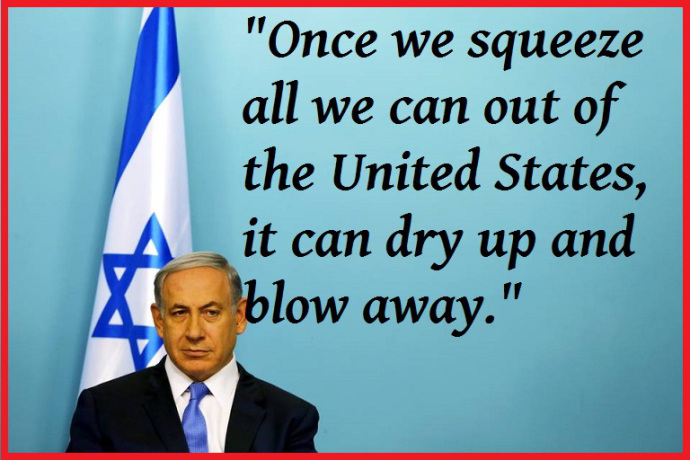 "Once we squeeze
all we can out of
the United States,
it can dry up and
blow away."